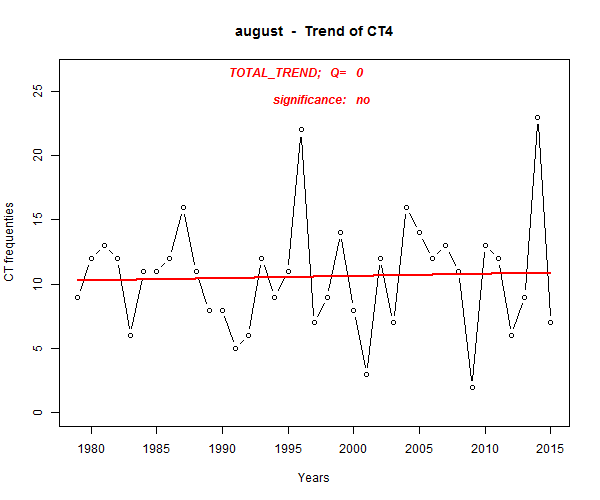 august - Trend of CT4
TOTAL_TREND; Q= 0
significance: no
CT frequenties
25
20
15
10
5
0
1980 1985 1990 1995 2000 2005 2010 2015
Years